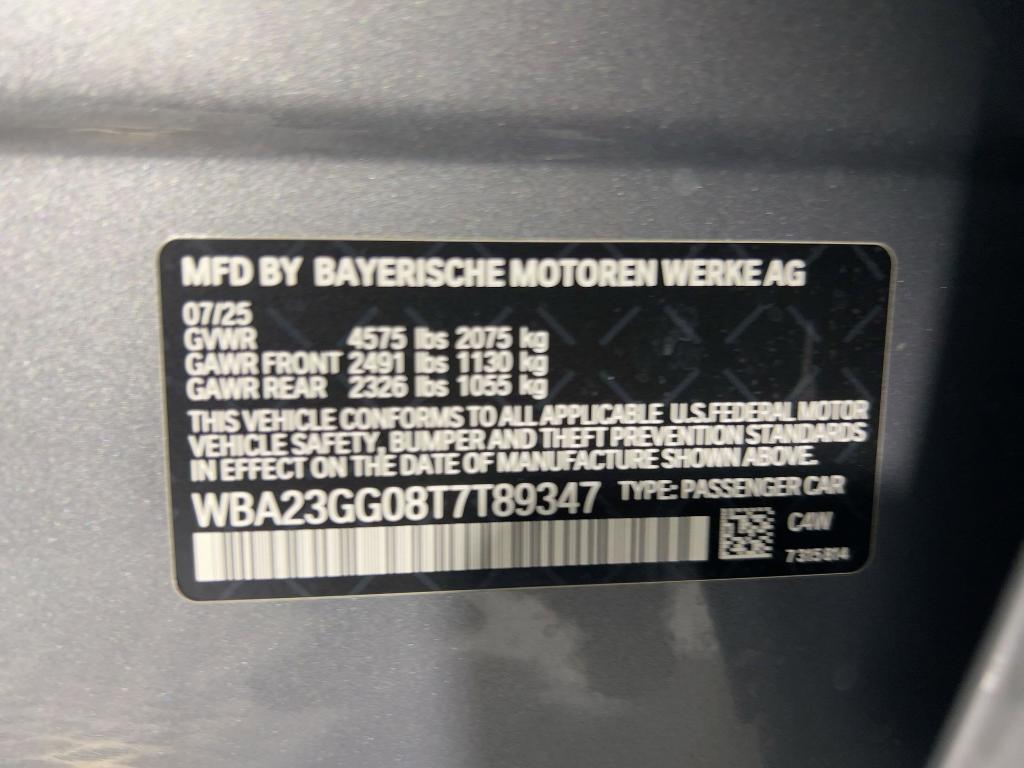 MFD BY BAYERISCHE MOTOREN WERKE AG
07/25
GVWR 4575 lbs 2075 kg
GAWR FRONT 2491 lbs 1130 kg
GAWR REAR 2326 lbs 1055 kg
THIS VEHICLE CONFORMS TO ALL APPLICABLE U.S.FEDERAL MOTOR
VEHICLE SAFETY, BUMPER AND THEFT PREVENTION STANDARDS
IN EFFECT ON THE DATE OF MANUFACTURE SHOWN ABOVE.
WBA23GG08T7T89347 TYPE: PASSENGER CAR
C4W
7315814